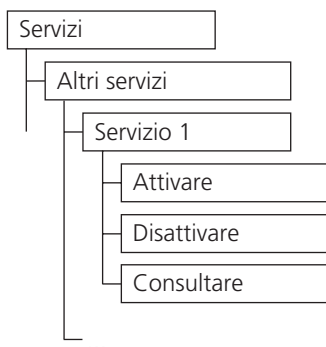 Servizi
Altri servizi
Servizio 1
Attivare
Disattivare
Consultare